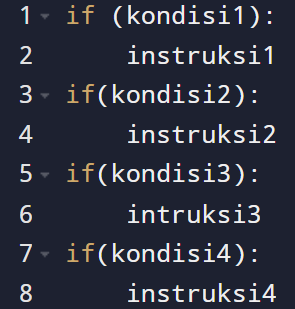 1 if (kondisi1):
2     instruksi1
3 if(kondisi2):
4     instruksi2
5 if(kondisi3):
6     intruksi3
7 if(kondisi4):
8     instruksi4